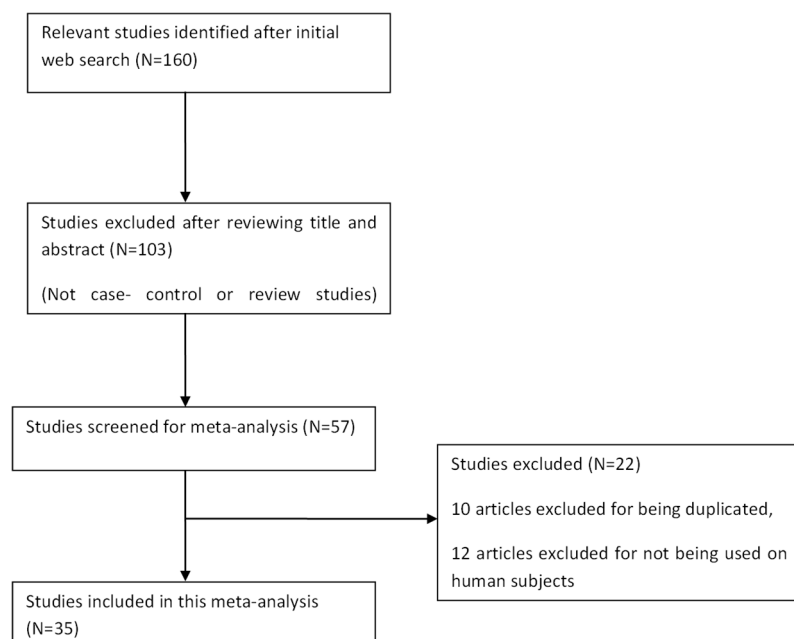 Relevant studies identified after initial
web search (N=160)
Studies excluded after reviewing title and
abstract (N=103)
(Not case- control or review studies)
Studies screened for meta-analysis (N=57)
Studies excluded (N=22)
10 articles excluded for being duplicated,
12 articles excluded for not being used on
human subjects
Studies included in this meta-analysis
(N=35)